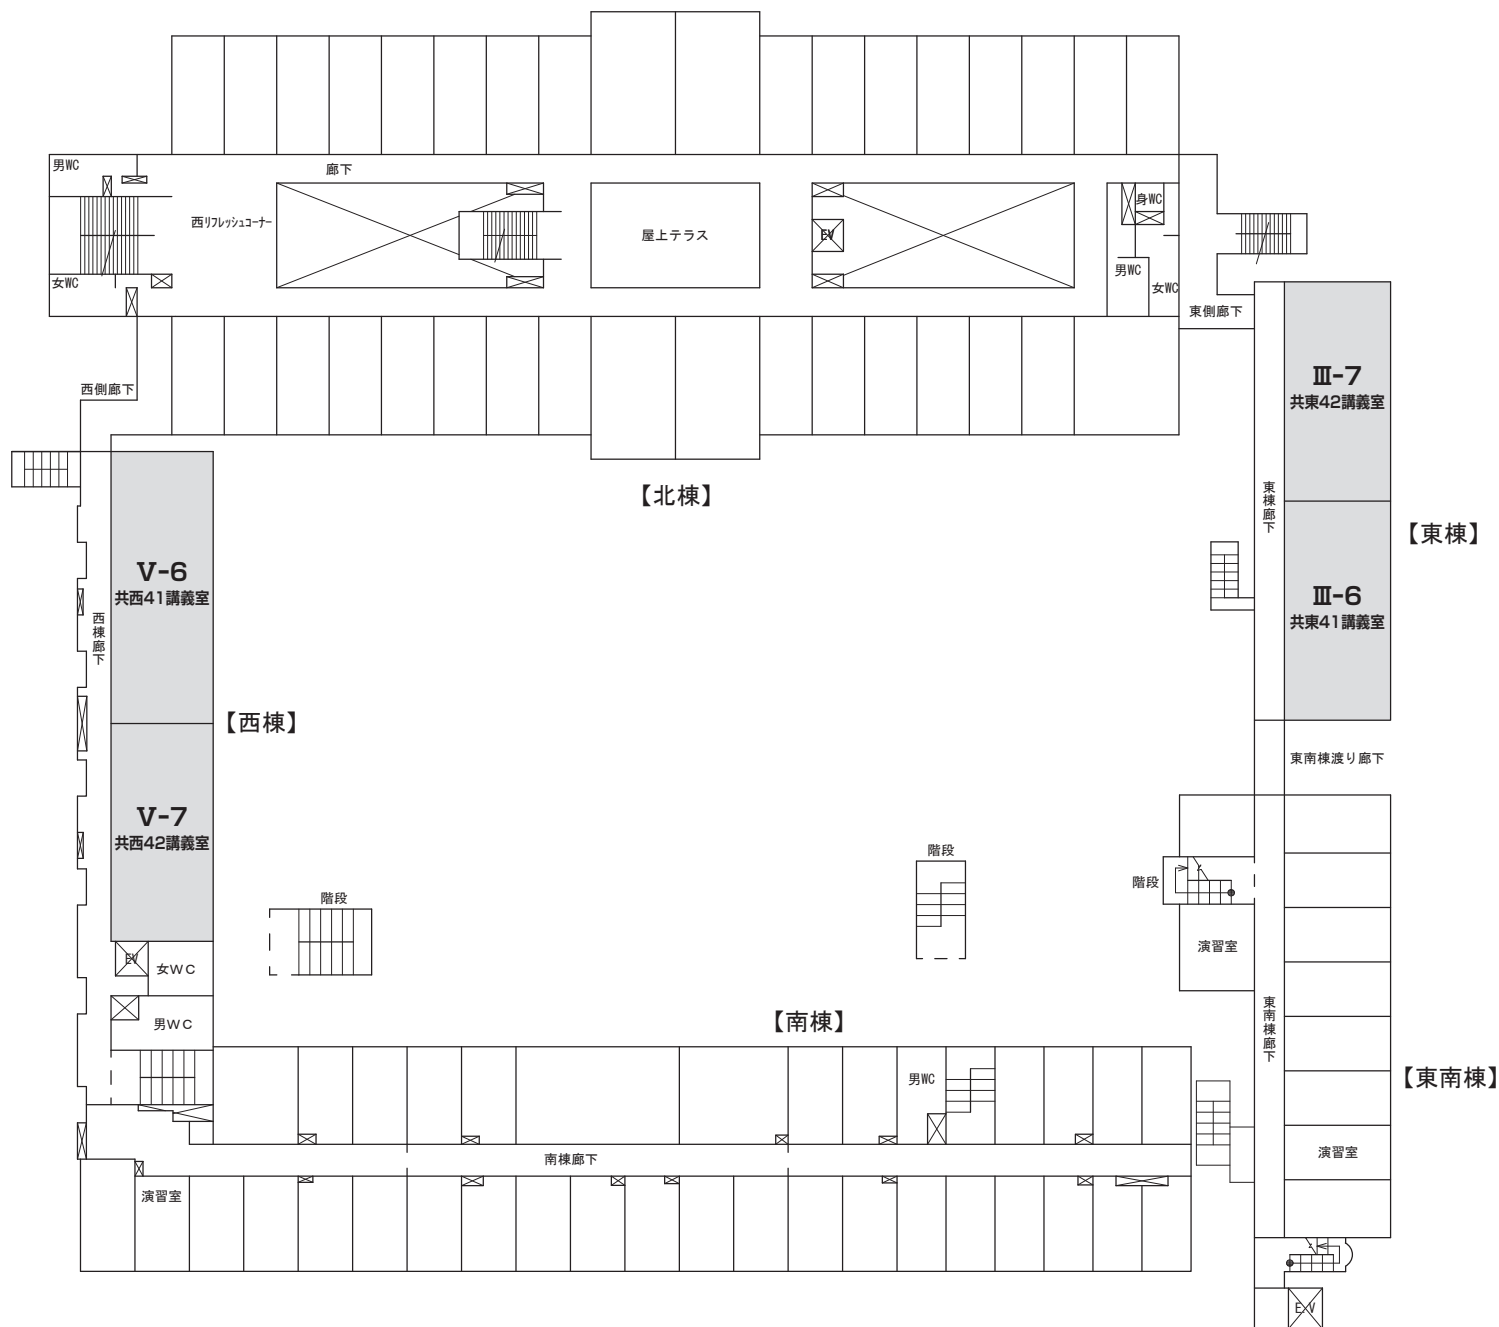 男WC
廊下
西リフレッシュコーナー
屋上テラス
EV
身WC
男WC
女WC
女WC
東側廊下
西側廊下
Ⅲ-7
共東42講義室
【北棟】
東棟廊下
【東棟】
Ⅴ-6
共西41講義室
西棟廊下
Ⅲ-6
共東41講義室
【西棟】
東南棟渡り廊下
Ⅴ-7
共西42講義室
階段
階段
階段
演習室
EV
女WC
男WC
【南棟】
東南棟廊下
男WC
【東南棟】
南棟廊下
演習室
演習室
E.V